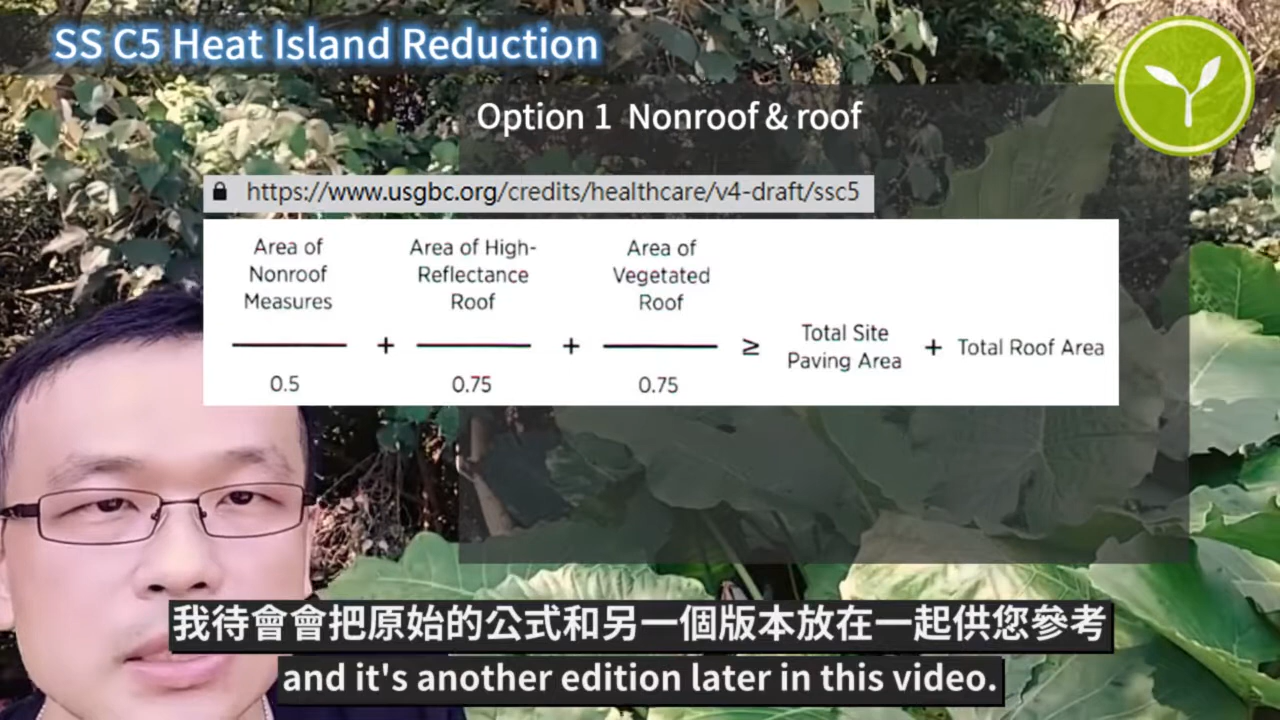 SS C5 Heat Island Reduction
Option 1 Nonroof & roof
https://www.usgbc.org/credits/healthcare/v4-draft/ssc5
Area of Nonroof Measures
0.5
+
Area of High-Reflectance Roof
0.75
+
Area of Vegetated Roof
0.75
≥
Total Site Paving Area
+
Total Roof Area
我待會會把原始的公式和另一個版本放在一起供您參考
and it's another edition later in this video.